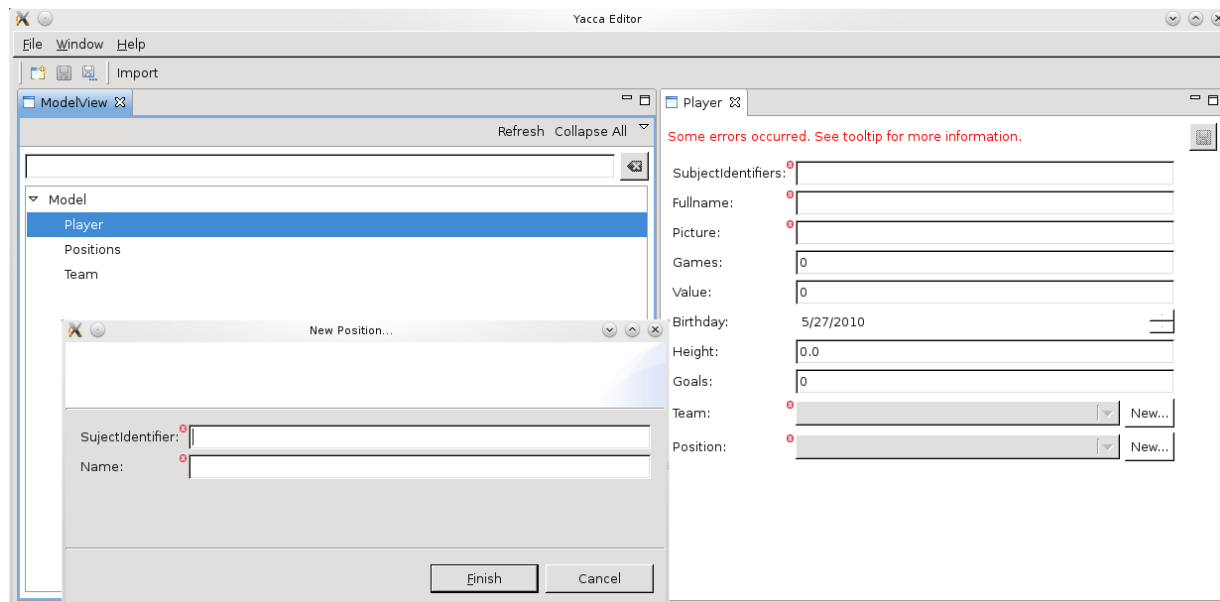 Yacca Editor
File Window Help
Import
ModelView
Refresh Collapse All
Model
Player
Positions
Team
New Position...
SujectIdentifier:
Name:
Finish Cancel
Player
Some errors occurred. See tooltip for more information.
SubjectIdentifiers:
Fullname:
Picture:
Games: 0
Value: 0
Birthday: 5/27/2010
Height: 0.0
Goals: 0
Team: New...
Position: New...